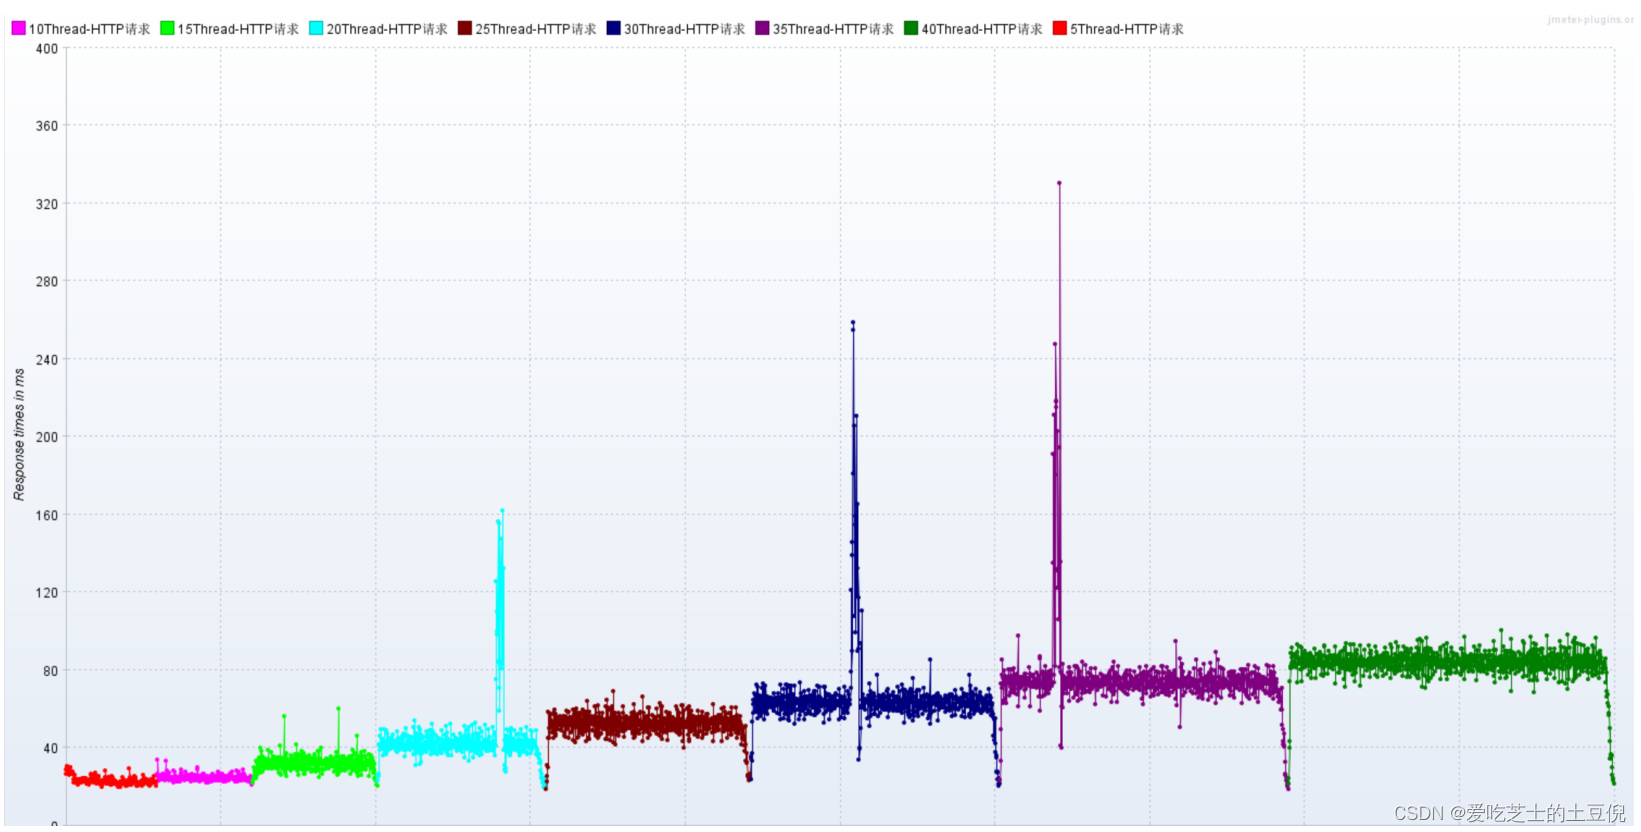 jmeter-plugins.or
10Thread-HTTP请求 15Thread-HTTP请求 20Thread-HTTP请求 25Thread-HTTP请求 30Thread-HTTP请求 35Thread-HTTP请求 40Thread-HTTP请求 5Thread-HTTP请求
400
360
320
280
240
200
160
120
80
40
0
Response times in ms
CSDN @爱吃芝士的土豆倪